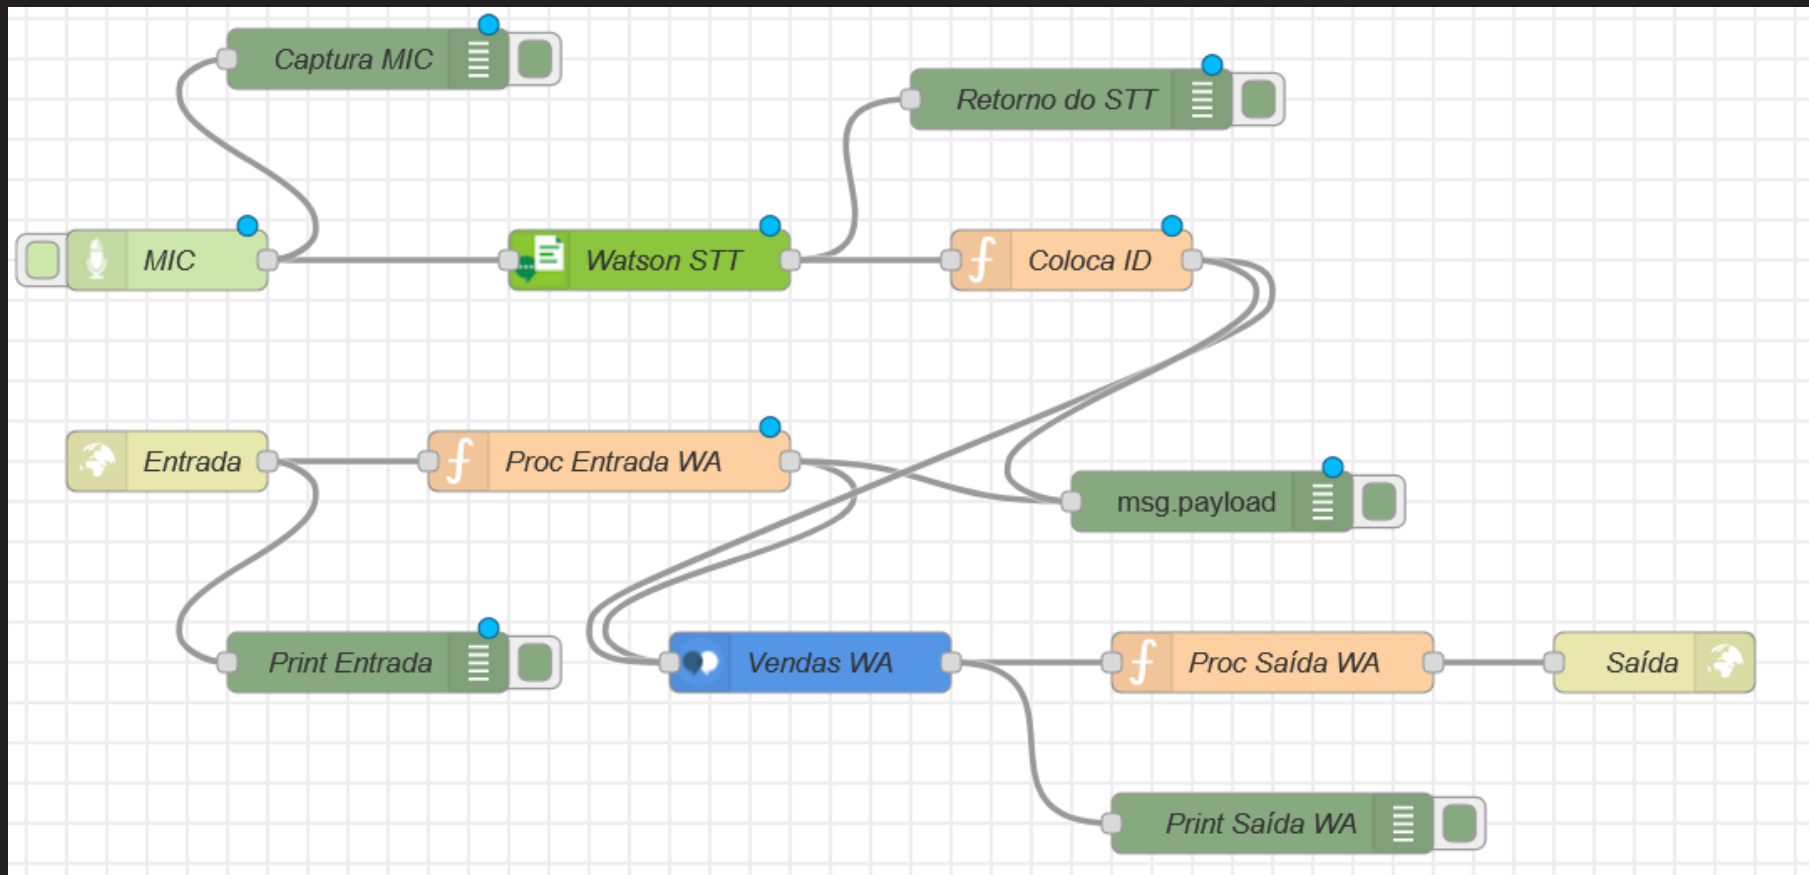 Captura MIC
Retorno do STT
MIC
Watson STT
Coloca ID
Entrada
Proc Entrada WA
msg.payload
Print Entrada
Vendas WA
Proc Saída WA
Saída
Print Saída WA